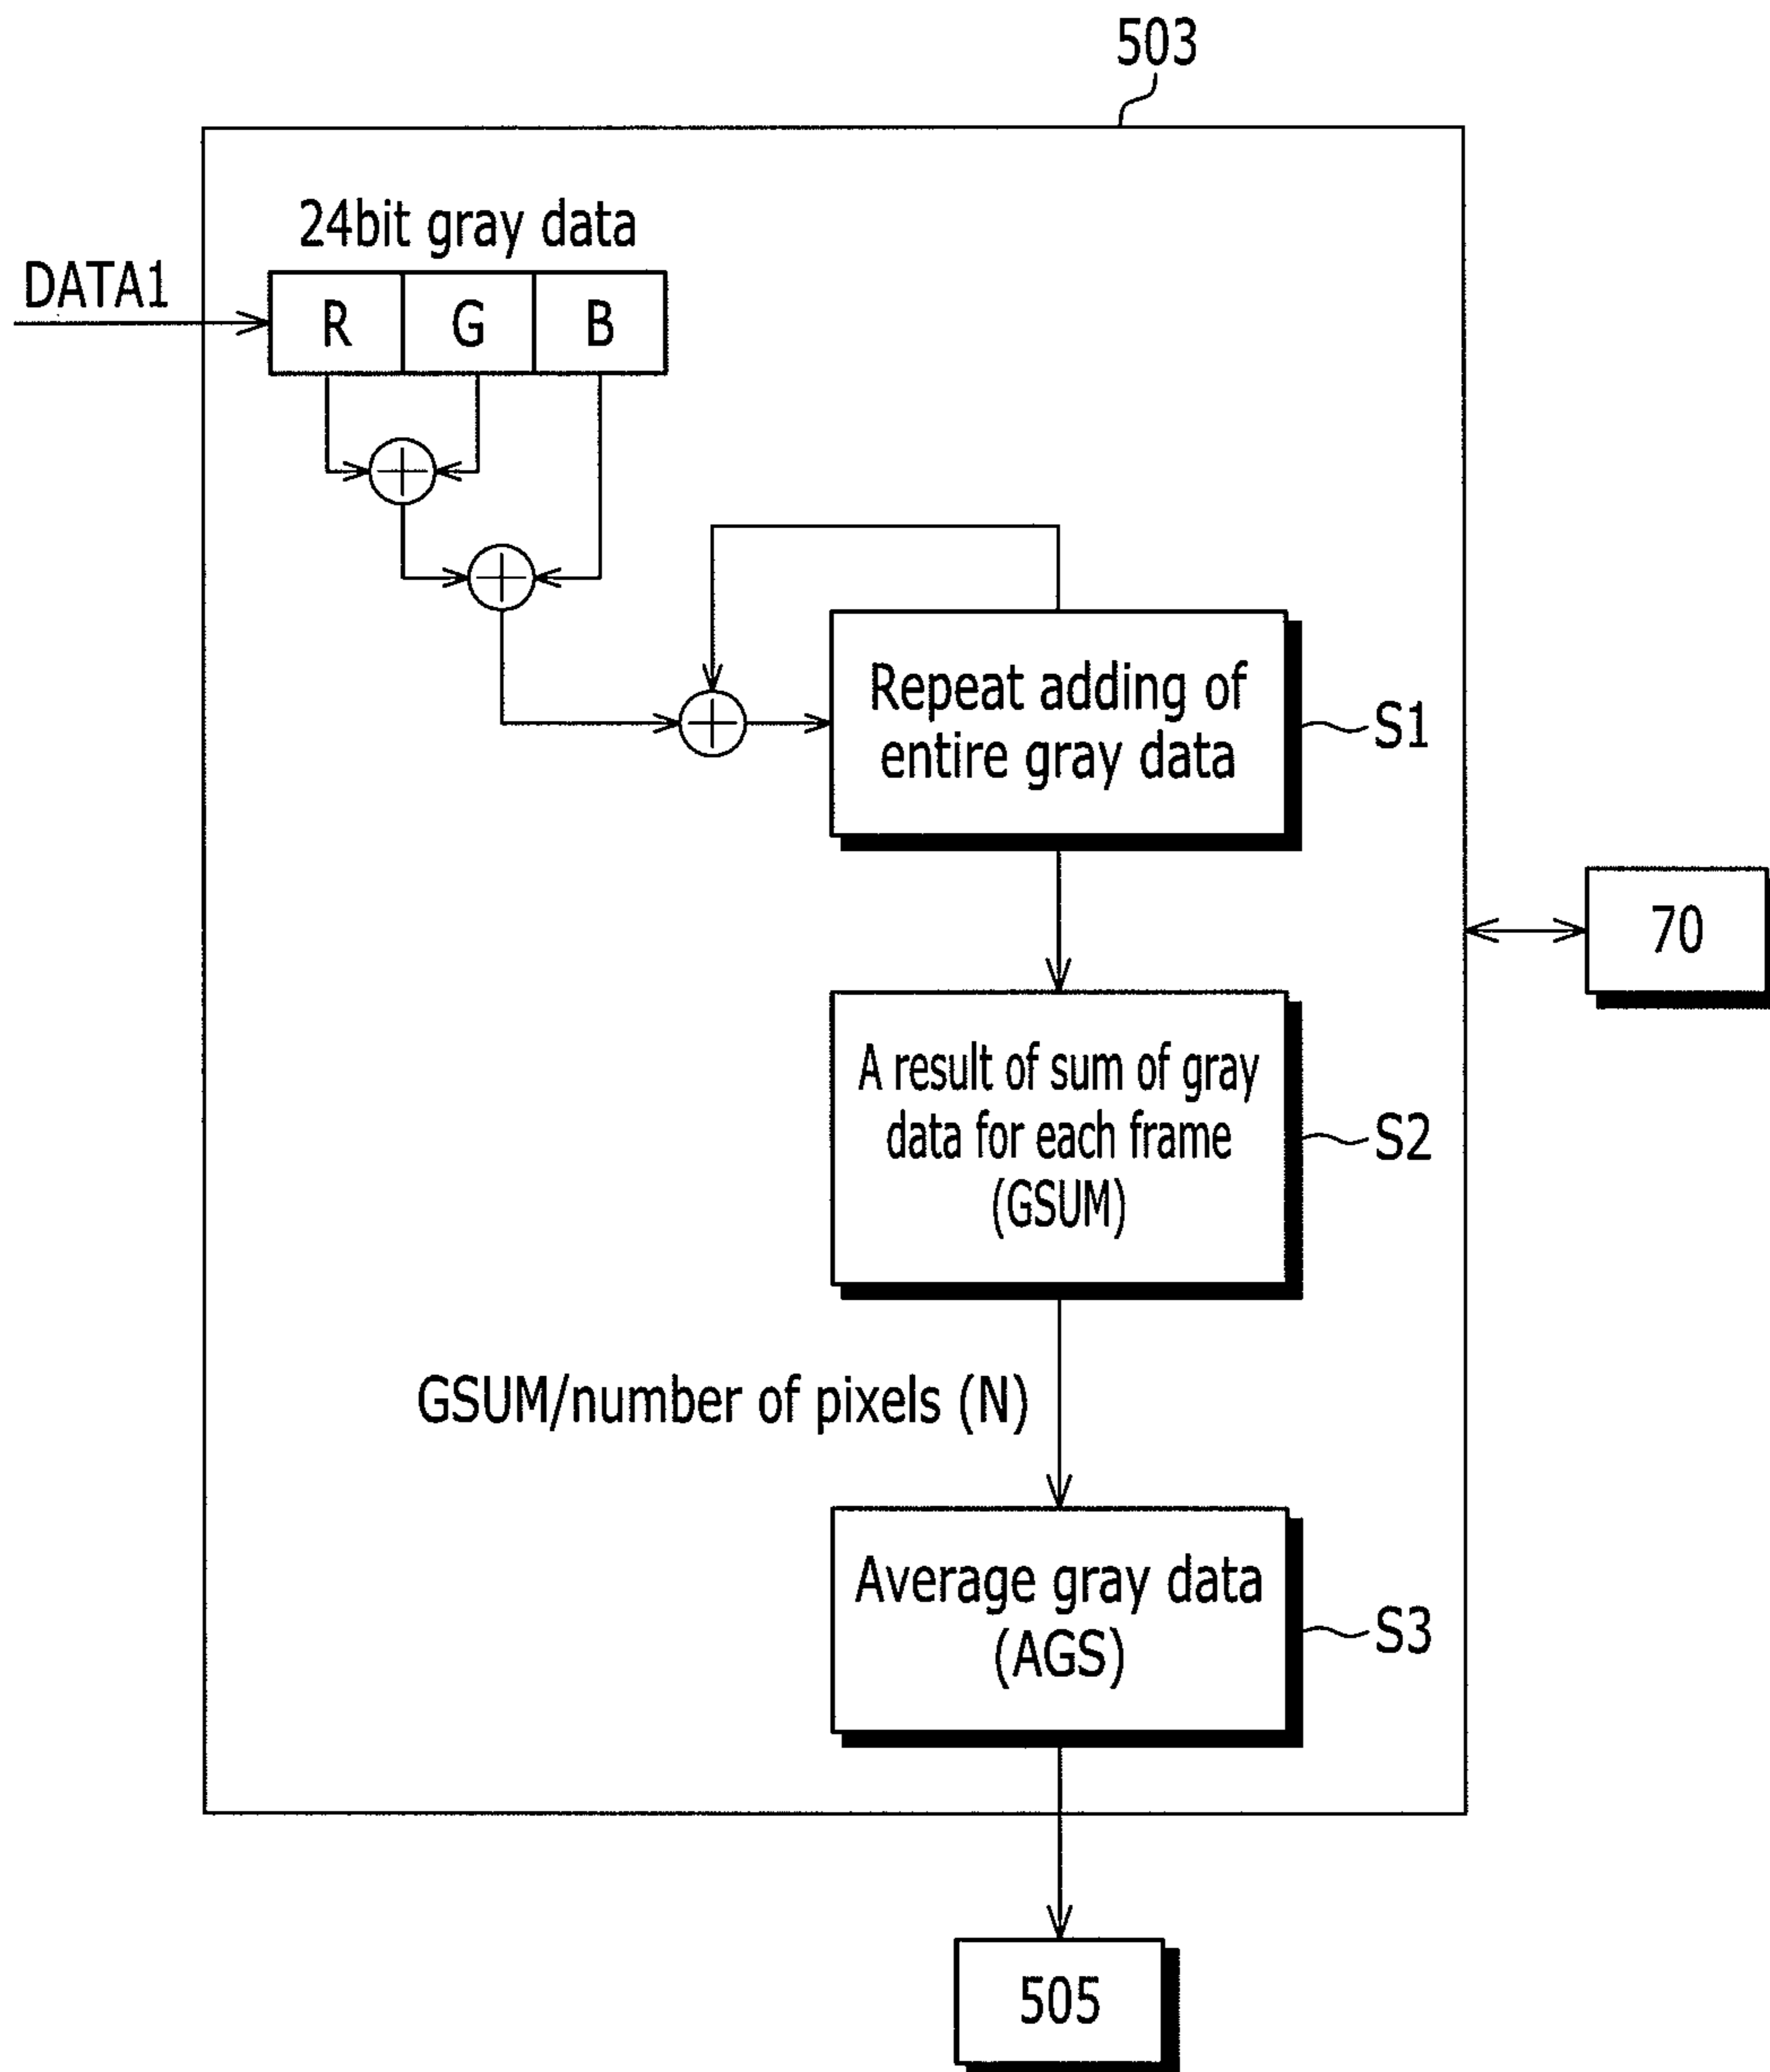 503
24bit gray data
DATA1
R G B
Repeat adding of
entire gray data
S1
70
A result of sum of gray
data for each frame
(GSUM)
S2
GSUM/number of pixels (N)
Average gray data
(AGS)
S3
505